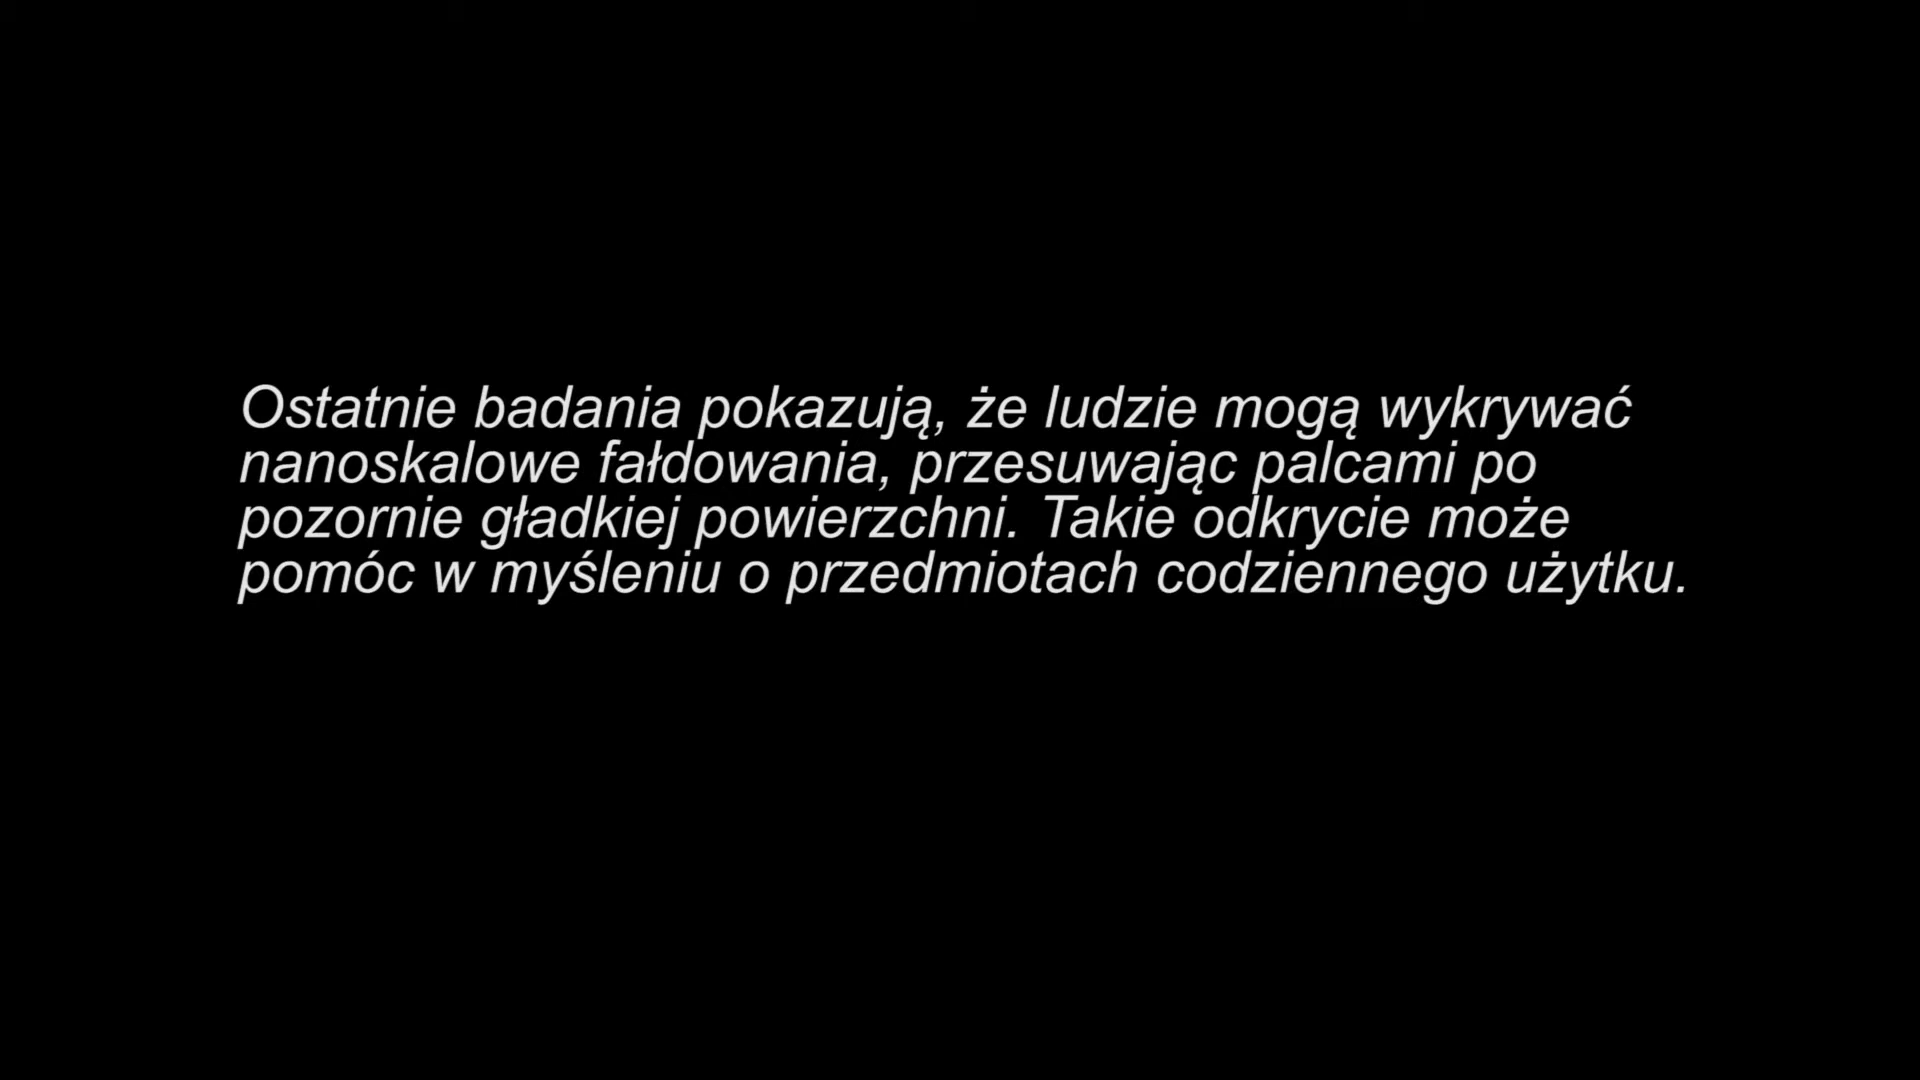 Ostatnie badania pokazują, że ludzie mogą wykrywać
nanoskalowe fałdowania, przesuwając palcami po
pozornie gładkiej powierzchni. Takie odkrycie może
pomóc w myśleniu o przedmiotach codziennego użytku.